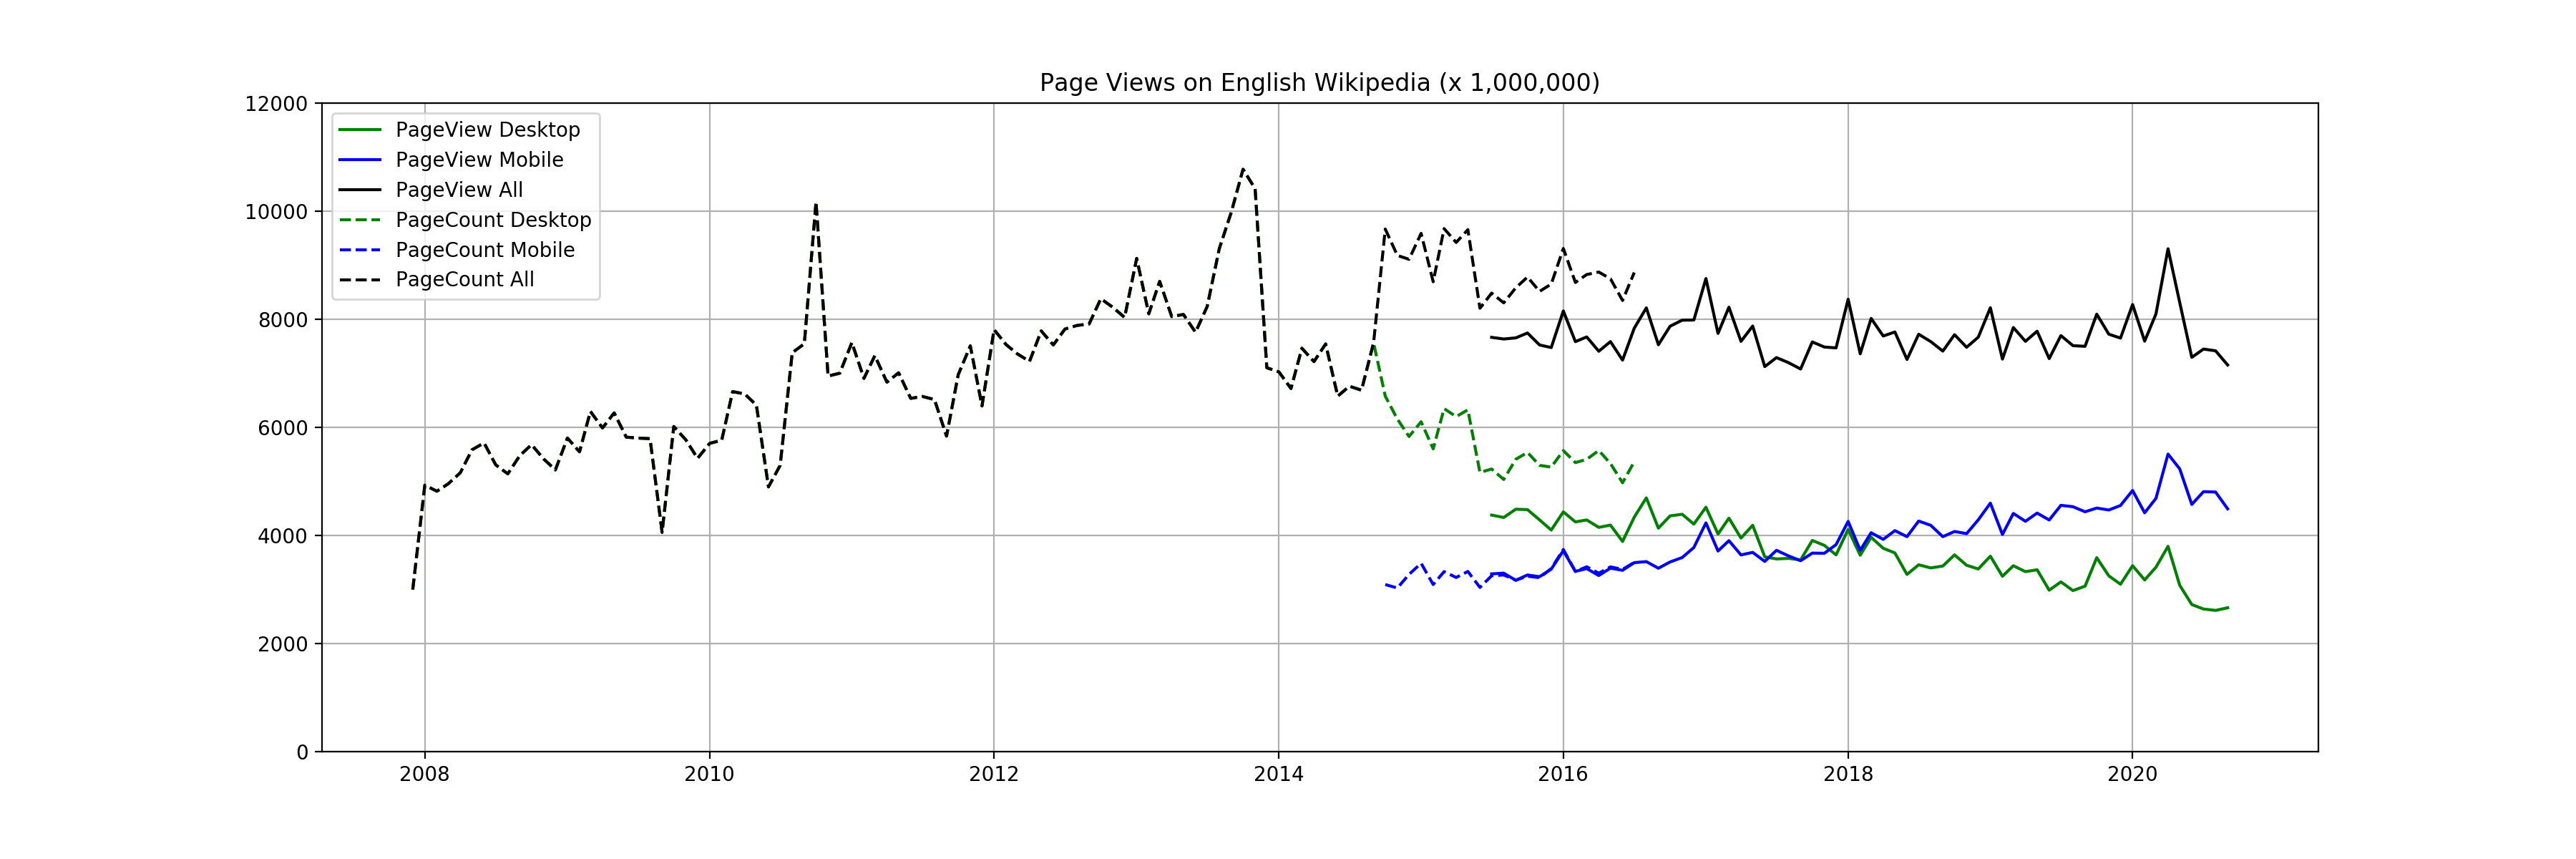 Page Views on English Wikipedia (x 1,000,000)
12000
10000
8000
6000
4000
2000
0
PageView Desktop
PageView Mobile
PageView All
PageCount Desktop
PageCount Mobile
PageCount All
2008 2010 2012 2014 2016 2018 2020